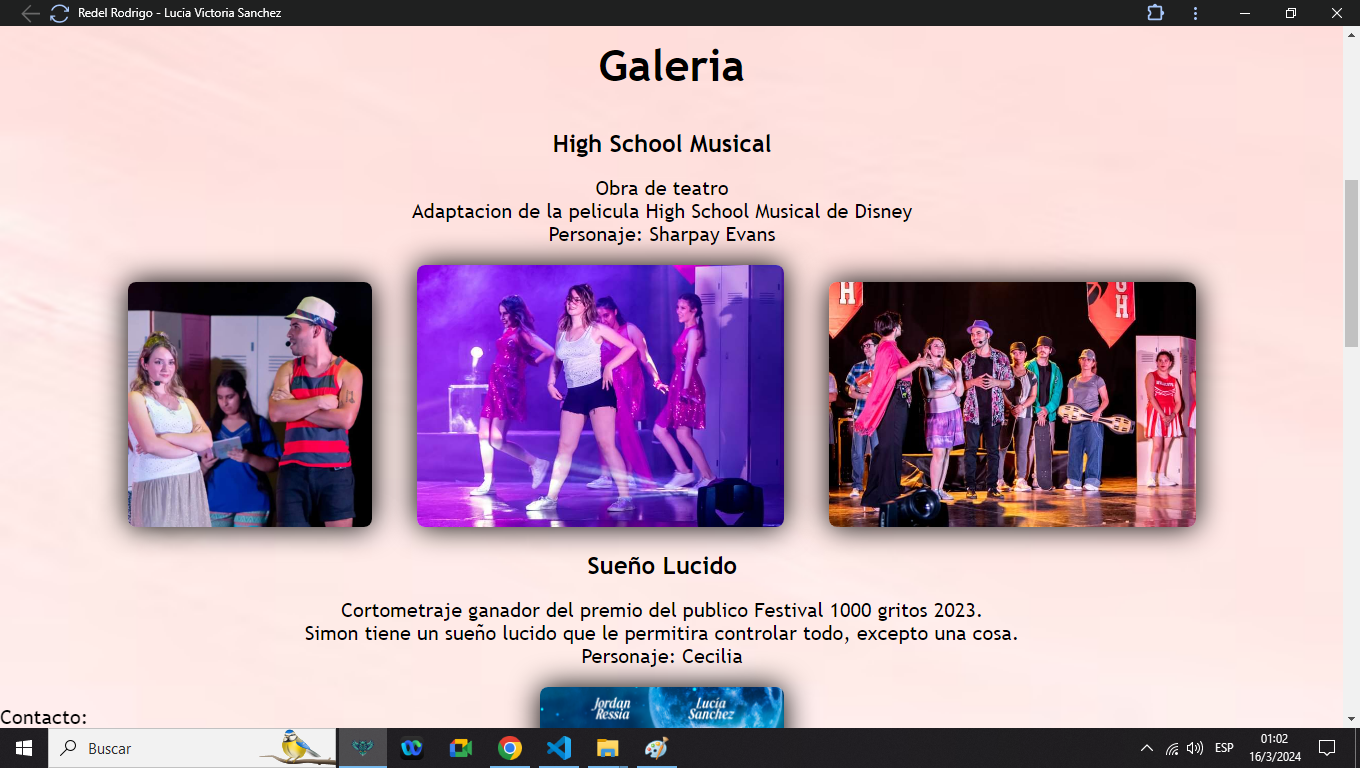 Redel Rodrigo - Lucia Victoria Sanchez
Galeria
High School Musical
Obra de teatro
Adaptacion de la pelicula High School Musical de Disney
Personaje: Sharpay Evans
H
GH
Sueño Lucido
Cortometraje ganador del premio del publico Festival 1000 gritos 2023.
Simon tiene un sueño lucido que le permitira controlar todo, excepto una cosa.
Personaje: Cecilia
Jordan Ressia
Lucía Sanchez
Contacto:
Buscar
ESP
01:02
16/3/2024